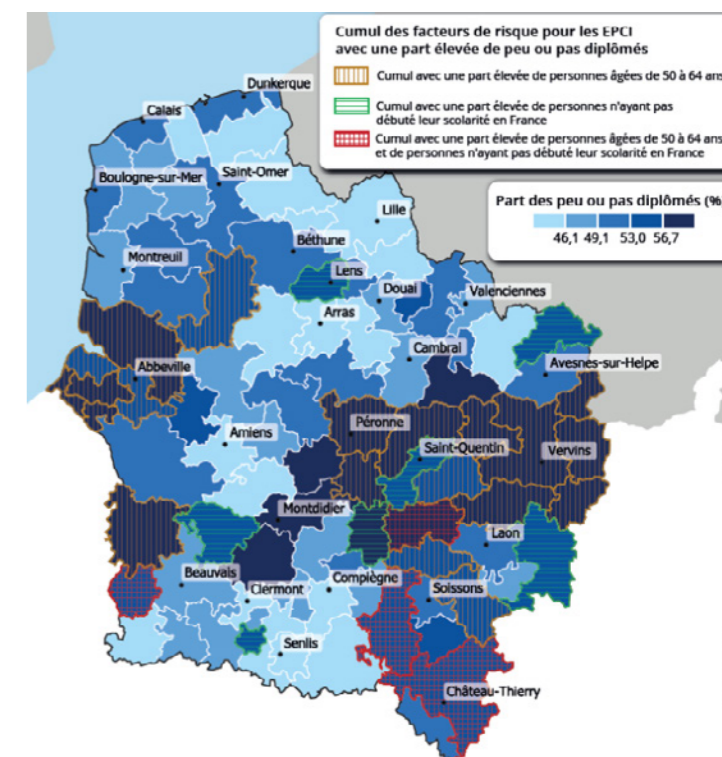 Cumul des facteurs de risque pour les EPCI
avec une part élevée de peu ou pas diplômés
Cumul avec une part élevée de personnes âgées de 50 à 64 ans
Cumul avec une part élevée de personnes n'ayant pas
débuté leur scolarité en France
Cumul avec une part élevée de personnes âgées de 50 à 64 ans
et de personnes n'ayant pas débuté leur scolarité en France
Part des peu ou pas diplômés (%
46,1 49,1 53,0 56,7
Dunkerque
Calais
Boulogne-sur-Mer
Saint-Omer
Lille
Béthune
Montreuil
Lens
Douai
Valenciennes
Arras
Cambrai
Avesnes-sur-Helpe
Abbeville
Amiens
Péronne
Saint-Quentin
Vervins
Montdidier
Laon
Beauvais
Clermont
Compiègne
Soissons
Senlis
Château-Thierry